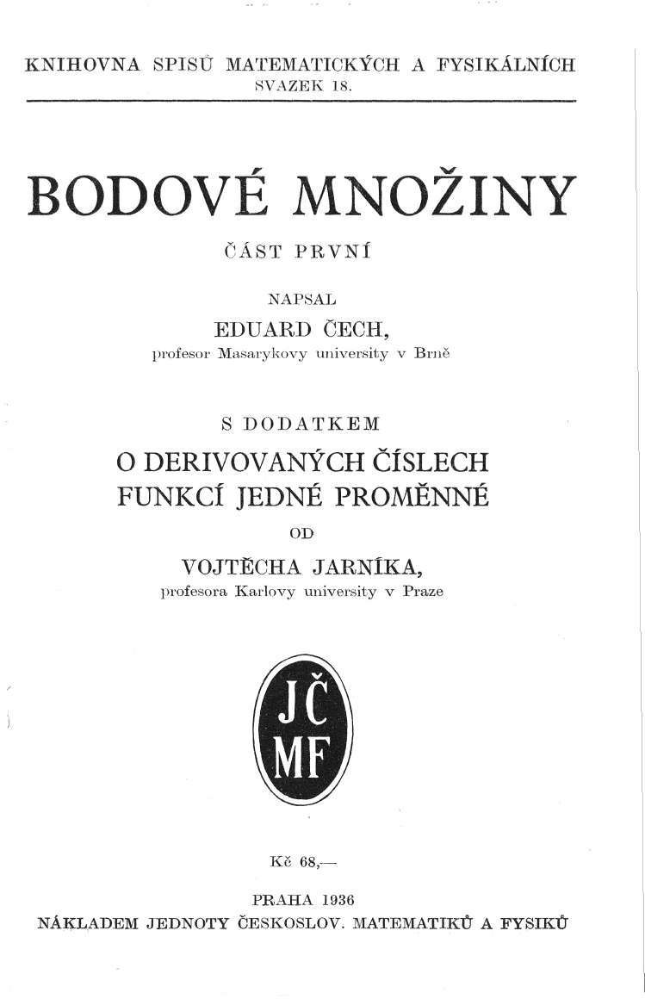 KNIHOVNA SPISŮ MATEMATICKÝCH A FYSIKÁLNÍCH
SVAZEK 18.
BODOVÉ MNOŽINY
ČÁST PRVNÍ
NAPSAL
EDUARD ČECH,
profesor Masarykovy university v Brně
S DODATKEM
O DERIVOVANÝCH ČÍSLECH
FUNKCÍ JEDNÉ PROMĚNNÉ
OD
VOJTĚCHA JARNÍKA,
profesora Karlovy university v Praze
JČ
MF
Kč 68,—
PRAHA 1936
NÁKLADEM JEDNOTY ČESKOSLOV. MATEMATIKŮ A FYSIKŮ